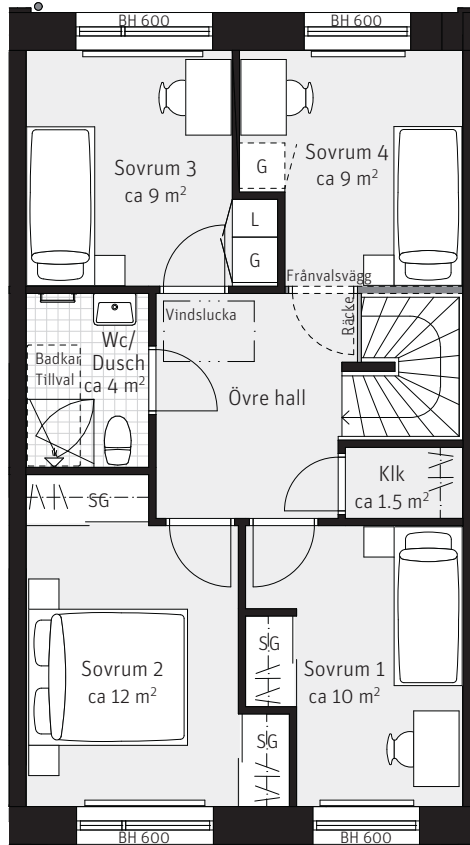 BH 600
BH 600
Sovrum 3
ca 9 m²
Sovrum 4
ca 9 m²
G
L
G
Frånvalsvägg
Vindslucka
Räcke
Wc/
Dusch
ca 4 m²
Badkar
Tillval
Övre hall
Klk
ca 1.5 m²
SG
SG
Sovrum 2
ca 12 m²
Sovrum 1
ca 10 m²
SG
BH 600
BH 600